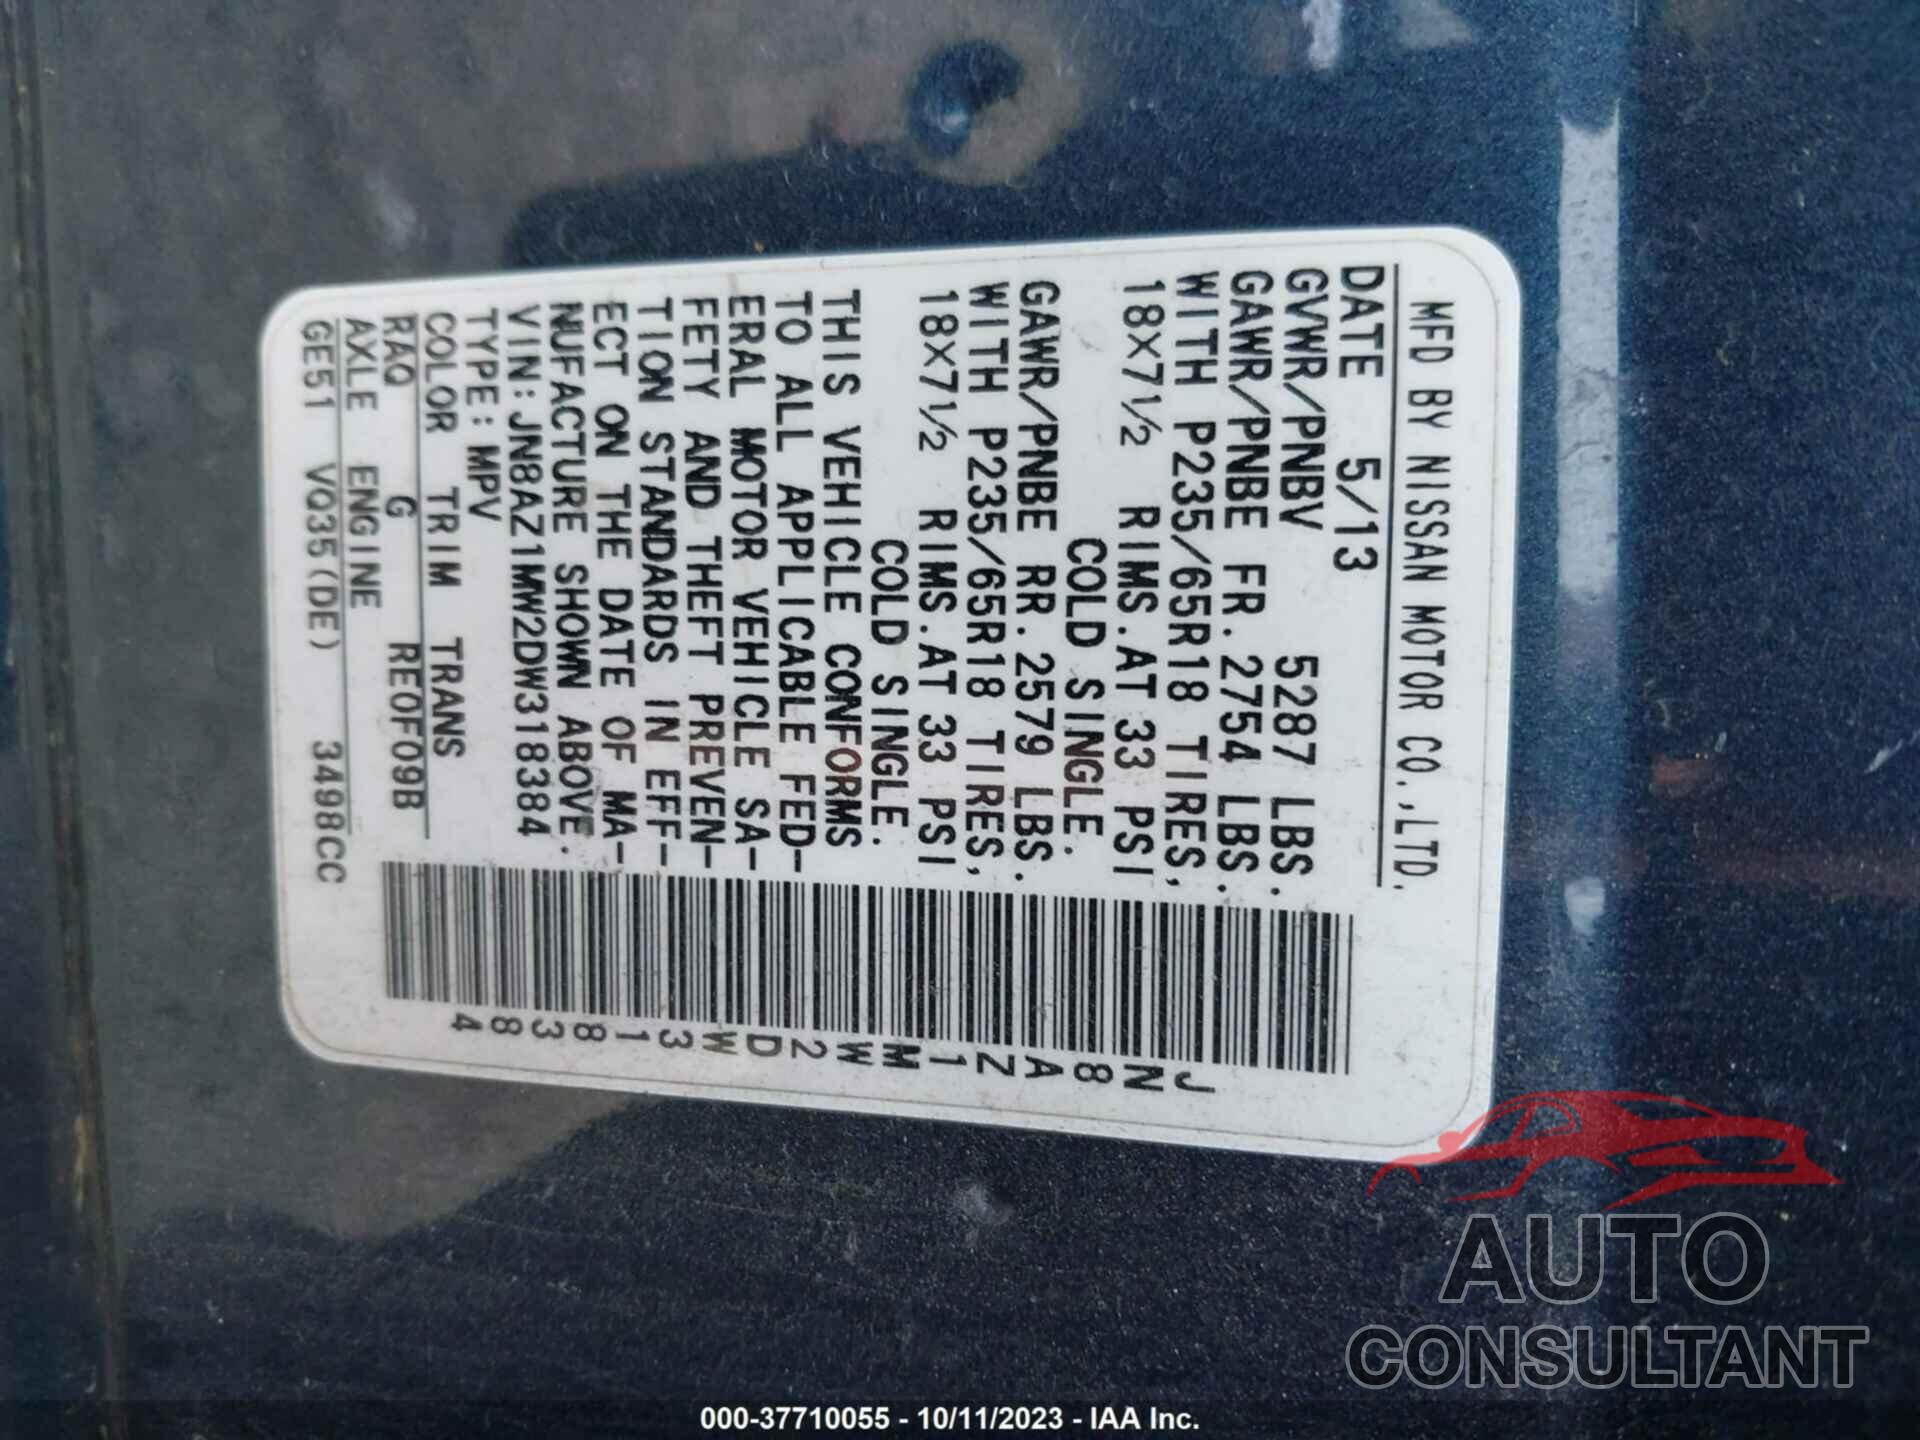 MFD BY NISSAN MOTOR CO.,LTD.
DATE 5/13
GVWR/PNBV 5287 LBS.
GAWR/PNBE FR. 2754 LBS.
WITH P235/65R18 TIRES,
18×7½ RIMS.AT 33 PSI
COLD SINGLE.
GAWR/PNBE RR. 2579 LBS.
WITH P235/65R18 TIRES,
18×7½ RIMS.AT 33 PSI
COLD SINGLE.
THIS VEHICLE CONFORMS
TO ALL APPLICABLE FED-
ERAL MOTOR VEHICLE SA-
FETY AND THEFT PREVEN-
TION STANDARDS IN EFF-
ECT ON THE DATE OF MA-
NUFACTURE SHOWN ABOVE.
VIN:JN8AZ1MW2DW318384
TYPE:MPV
COLOR TRIM TRANS
RAQ G RE0F09B
AXLE ENGINE
GE51 VQ35(DE) 3498CC
JN8AZ1MW2DW318384
AUTO
CONSULTANT
000-37710055 - 10/11/2023 - IAA Inc.